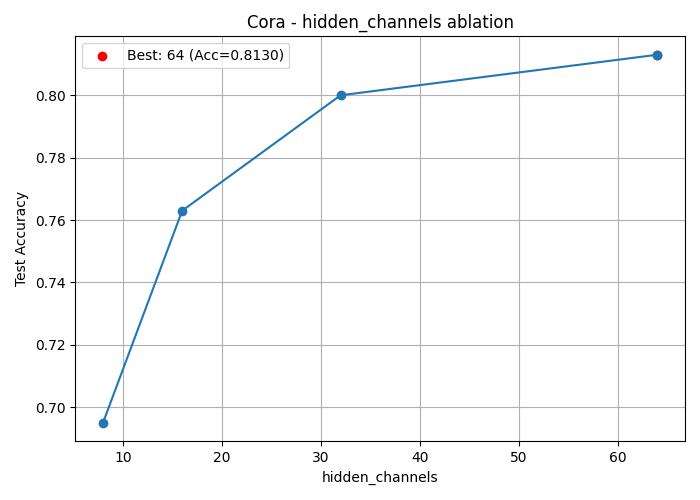 Cora - hidden_channels ablation
Best: 64 (Acc=0.8130)
0.80
0.78
0.76
0.74
0.72
0.70
Test Accuracy
10 20 30 40 50 60
hidden_channels